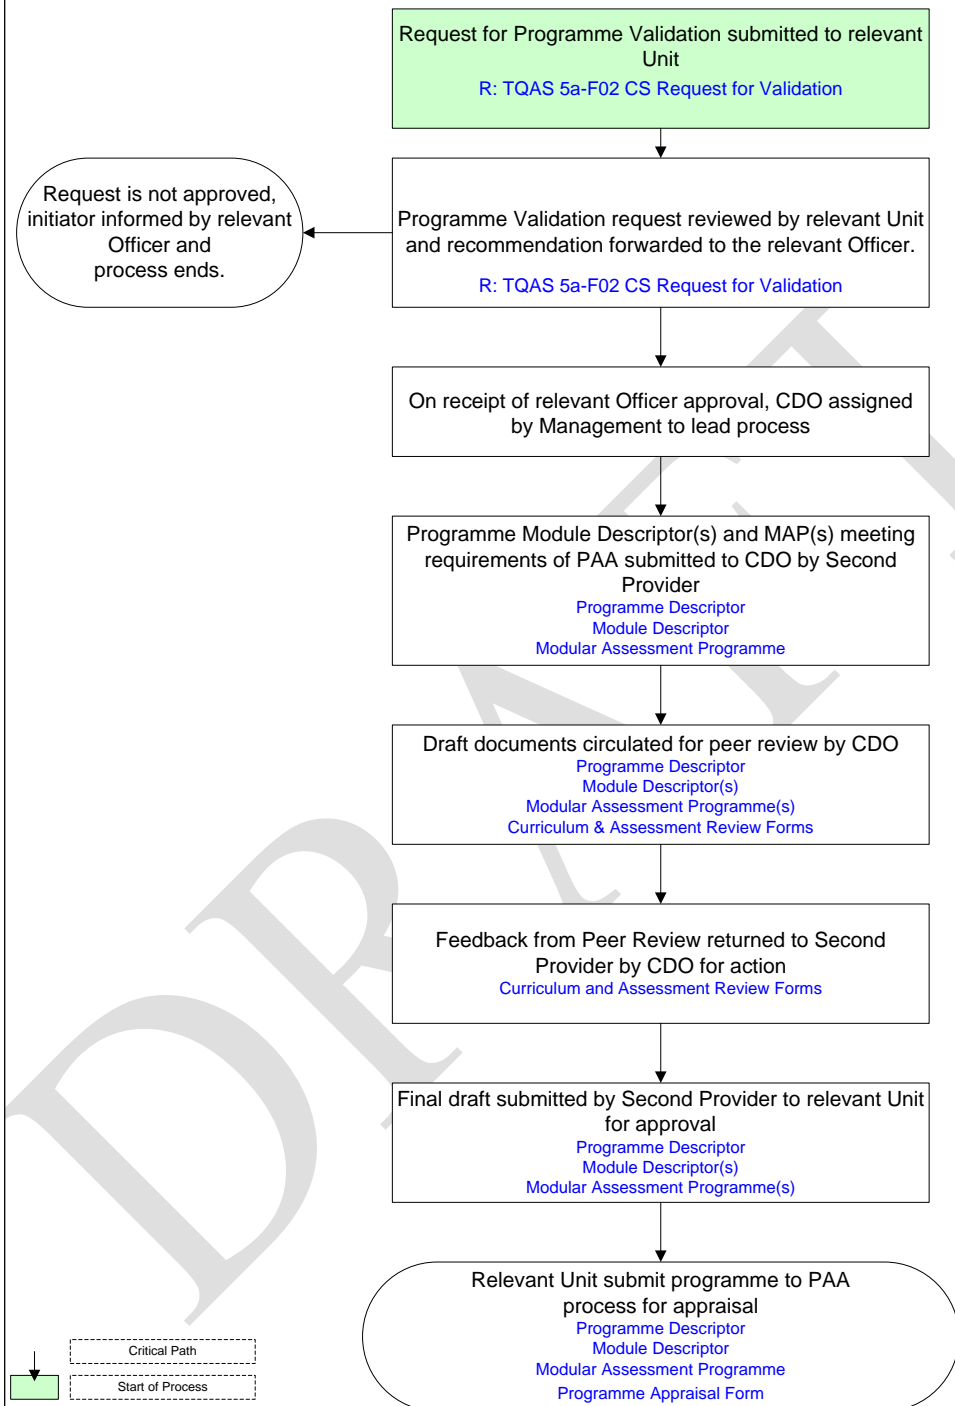 Request for Programme Validation submitted to relevant
Unit
R: TQAS 5a-F02 CS Request for Validation
Request is not approved,
initiator informed by relevant
Officer and
process ends.
Programme Validation request reviewed by relevant Unit
and recommendation forwarded to the relevant Officer.
R: TQAS 5a-F02 CS Request for Validation
On receipt of relevant Officer approval, CDO assigned
by Management to lead process
Programme Module Descriptor(s) and MAP(s) meeting
requirements of PAA submitted to CDO by Second
Provider
Programme Descriptor
Module Descriptor
Modular Assessment Programme
Draft documents circulated for peer review by CDO
Programme Descriptor
Module Descriptor(s)
Modular Assessment Programme(s)
Curriculum & Assessment Review Forms
Feedback from Peer Review returned to Second
Provider by CDO for action
Curriculum and Assessment Review Forms
Final draft submitted by Second Provider to relevant Unit
for approval
Programme Descriptor
Module Descriptor(s)
Modular Assessment Programme(s)
Relevant Unit submit programme to PAA
process for appraisal
Programme Descriptor
Module Descriptor
Modular Assessment Programme
Programme Appraisal Form
Critical Path
Start of Process
DRAFT